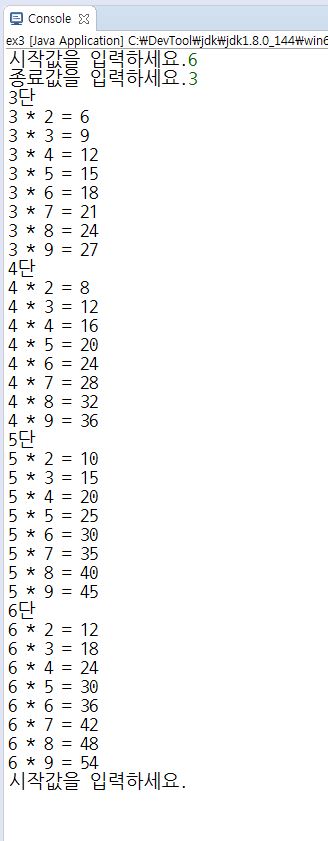 Console
ex3 [Java Application] C:₩DevTool₩jdk₩jdk1.8.0_144₩win6
시작값을 입력하세요.6
종료값을 입력하세요.3
3단
3 * 2 = 6
3 * 3 = 9
3 * 4 = 12
3 * 5 = 15
3 * 6 = 18
3 * 7 = 21
3 * 8 = 24
3 * 9 = 27
4단
4 * 2 = 8
4 * 3 = 12
4 * 4 = 16
4 * 5 = 20
4 * 6 = 24
4 * 7 = 28
4 * 8 = 32
4 * 9 = 36
5단
5 * 2 = 10
5 * 3 = 15
5 * 4 = 20
5 * 5 = 25
5 * 6 = 30
5 * 7 = 35
5 * 8 = 40
5 * 9 = 45
6단
6 * 2 = 12
6 * 3 = 18
6 * 4 = 24
6 * 5 = 30
6 * 6 = 36
6 * 7 = 42
6 * 8 = 48
6 * 9 = 54
시작값을 입력하세요.